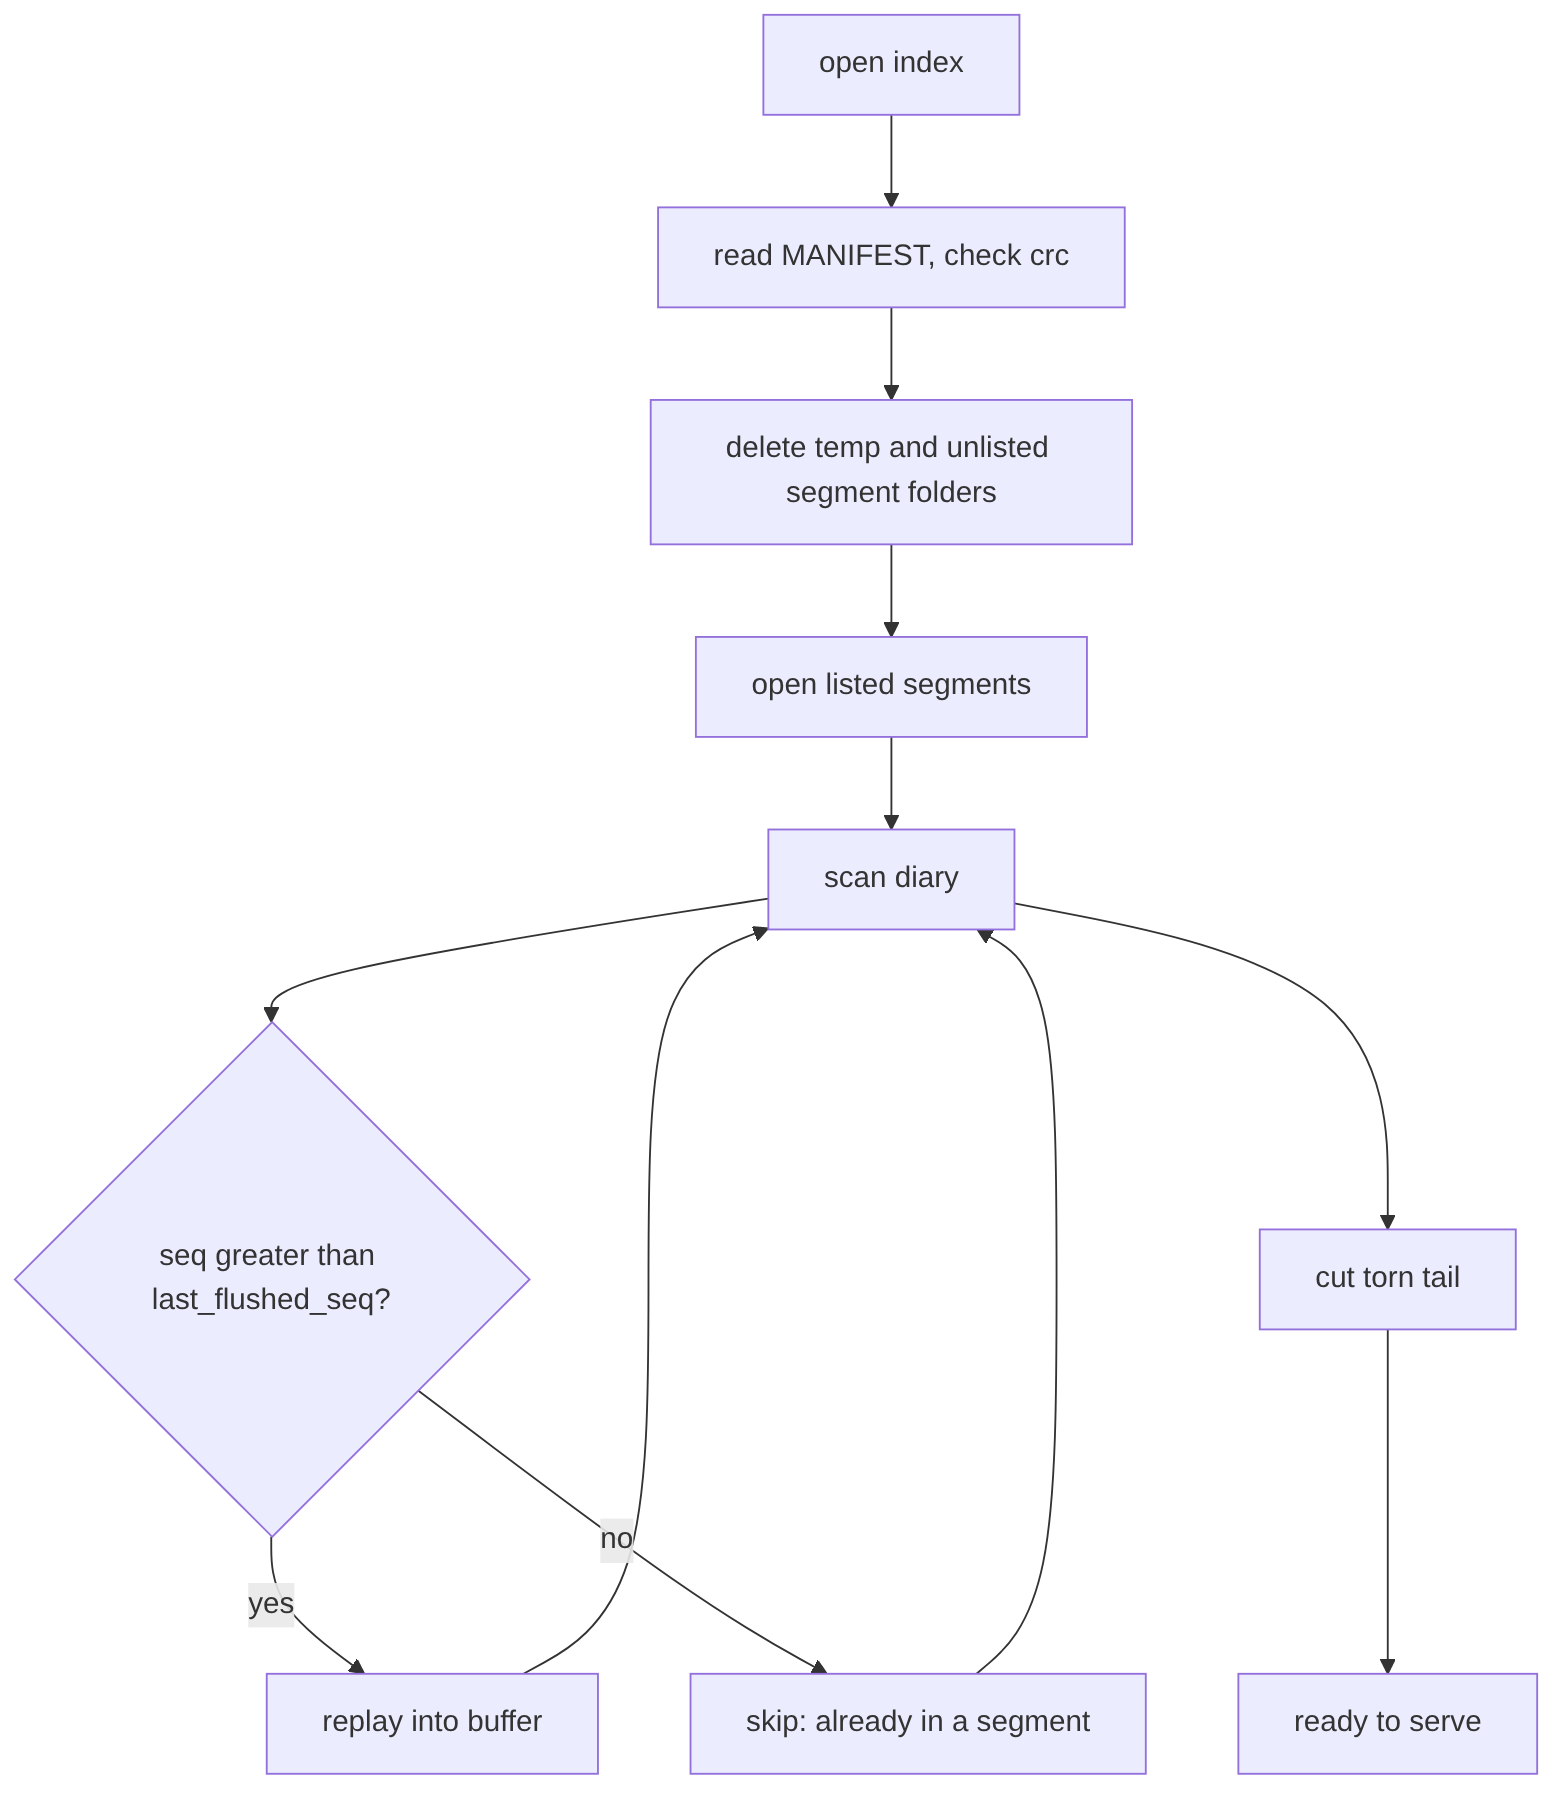 open index
read MANIFEST, check crc
delete temp and unlisted
segment folders
open listed segments
scan diary
seq greater than
last_flushed_seq?
cut torn tail
no
yes
replay into buffer
skip: already in a segment
ready to serve